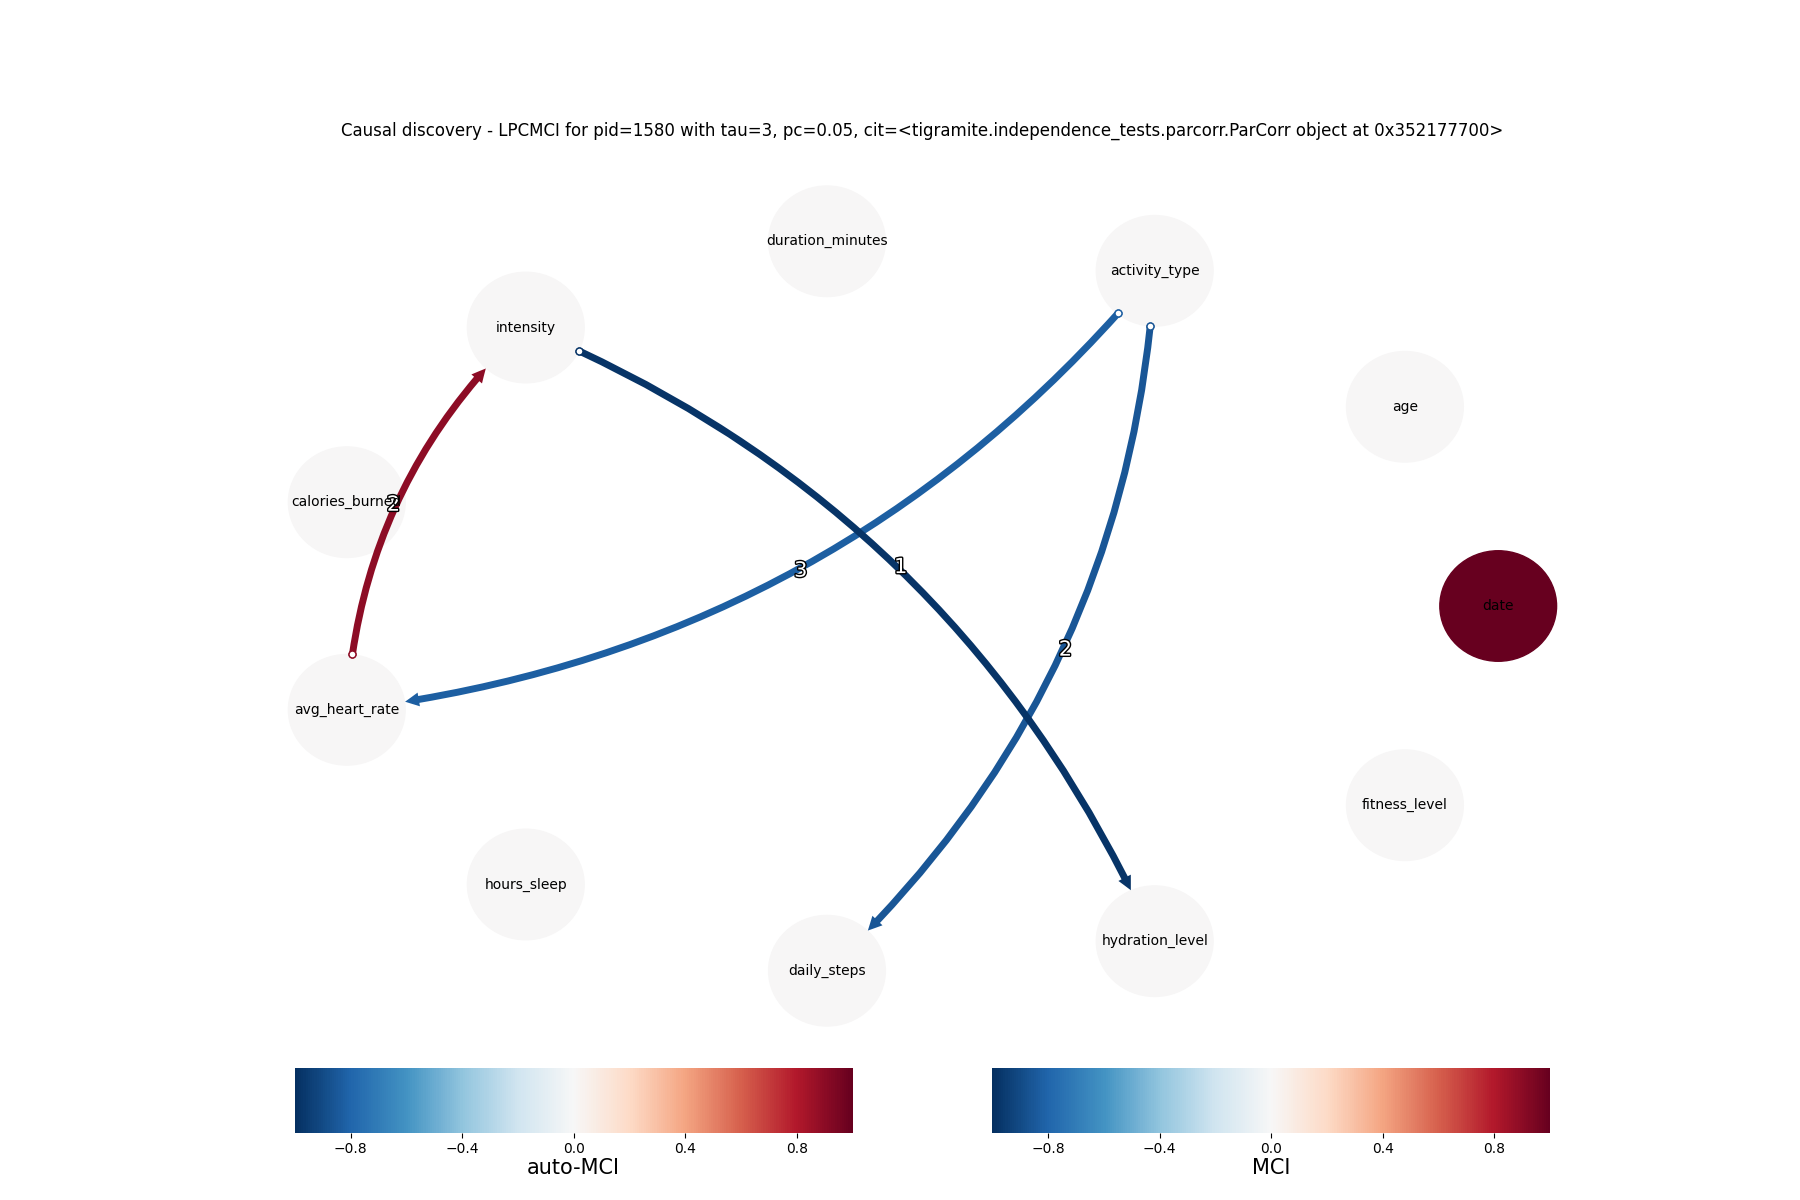 Causal discovery - LPCMCI for pid=1580 with tau=3, pc=0.05, cit=<tigramite.independence_tests.parcorr.ParCorr object at 0x352177700>
duration_minutes
activity_type
intensity
age
calories_burned
2
3
1
date
2
avg_heart_rate
fitness_level
hours_sleep
hydration_level
daily_steps
−0.8 −0.4 0.0 0.4 0.8
auto-MCI
−0.8 −0.4 0.0 0.4 0.8
MCI